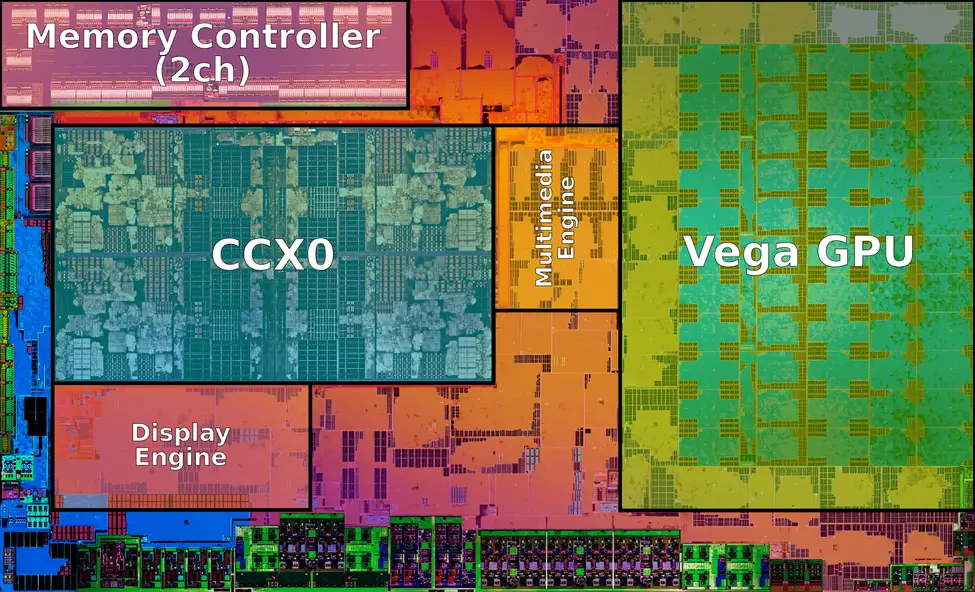 Memory Controller
(2ch)
CCX0
Multimedia
Engine
Vega GPU
Display
Engine